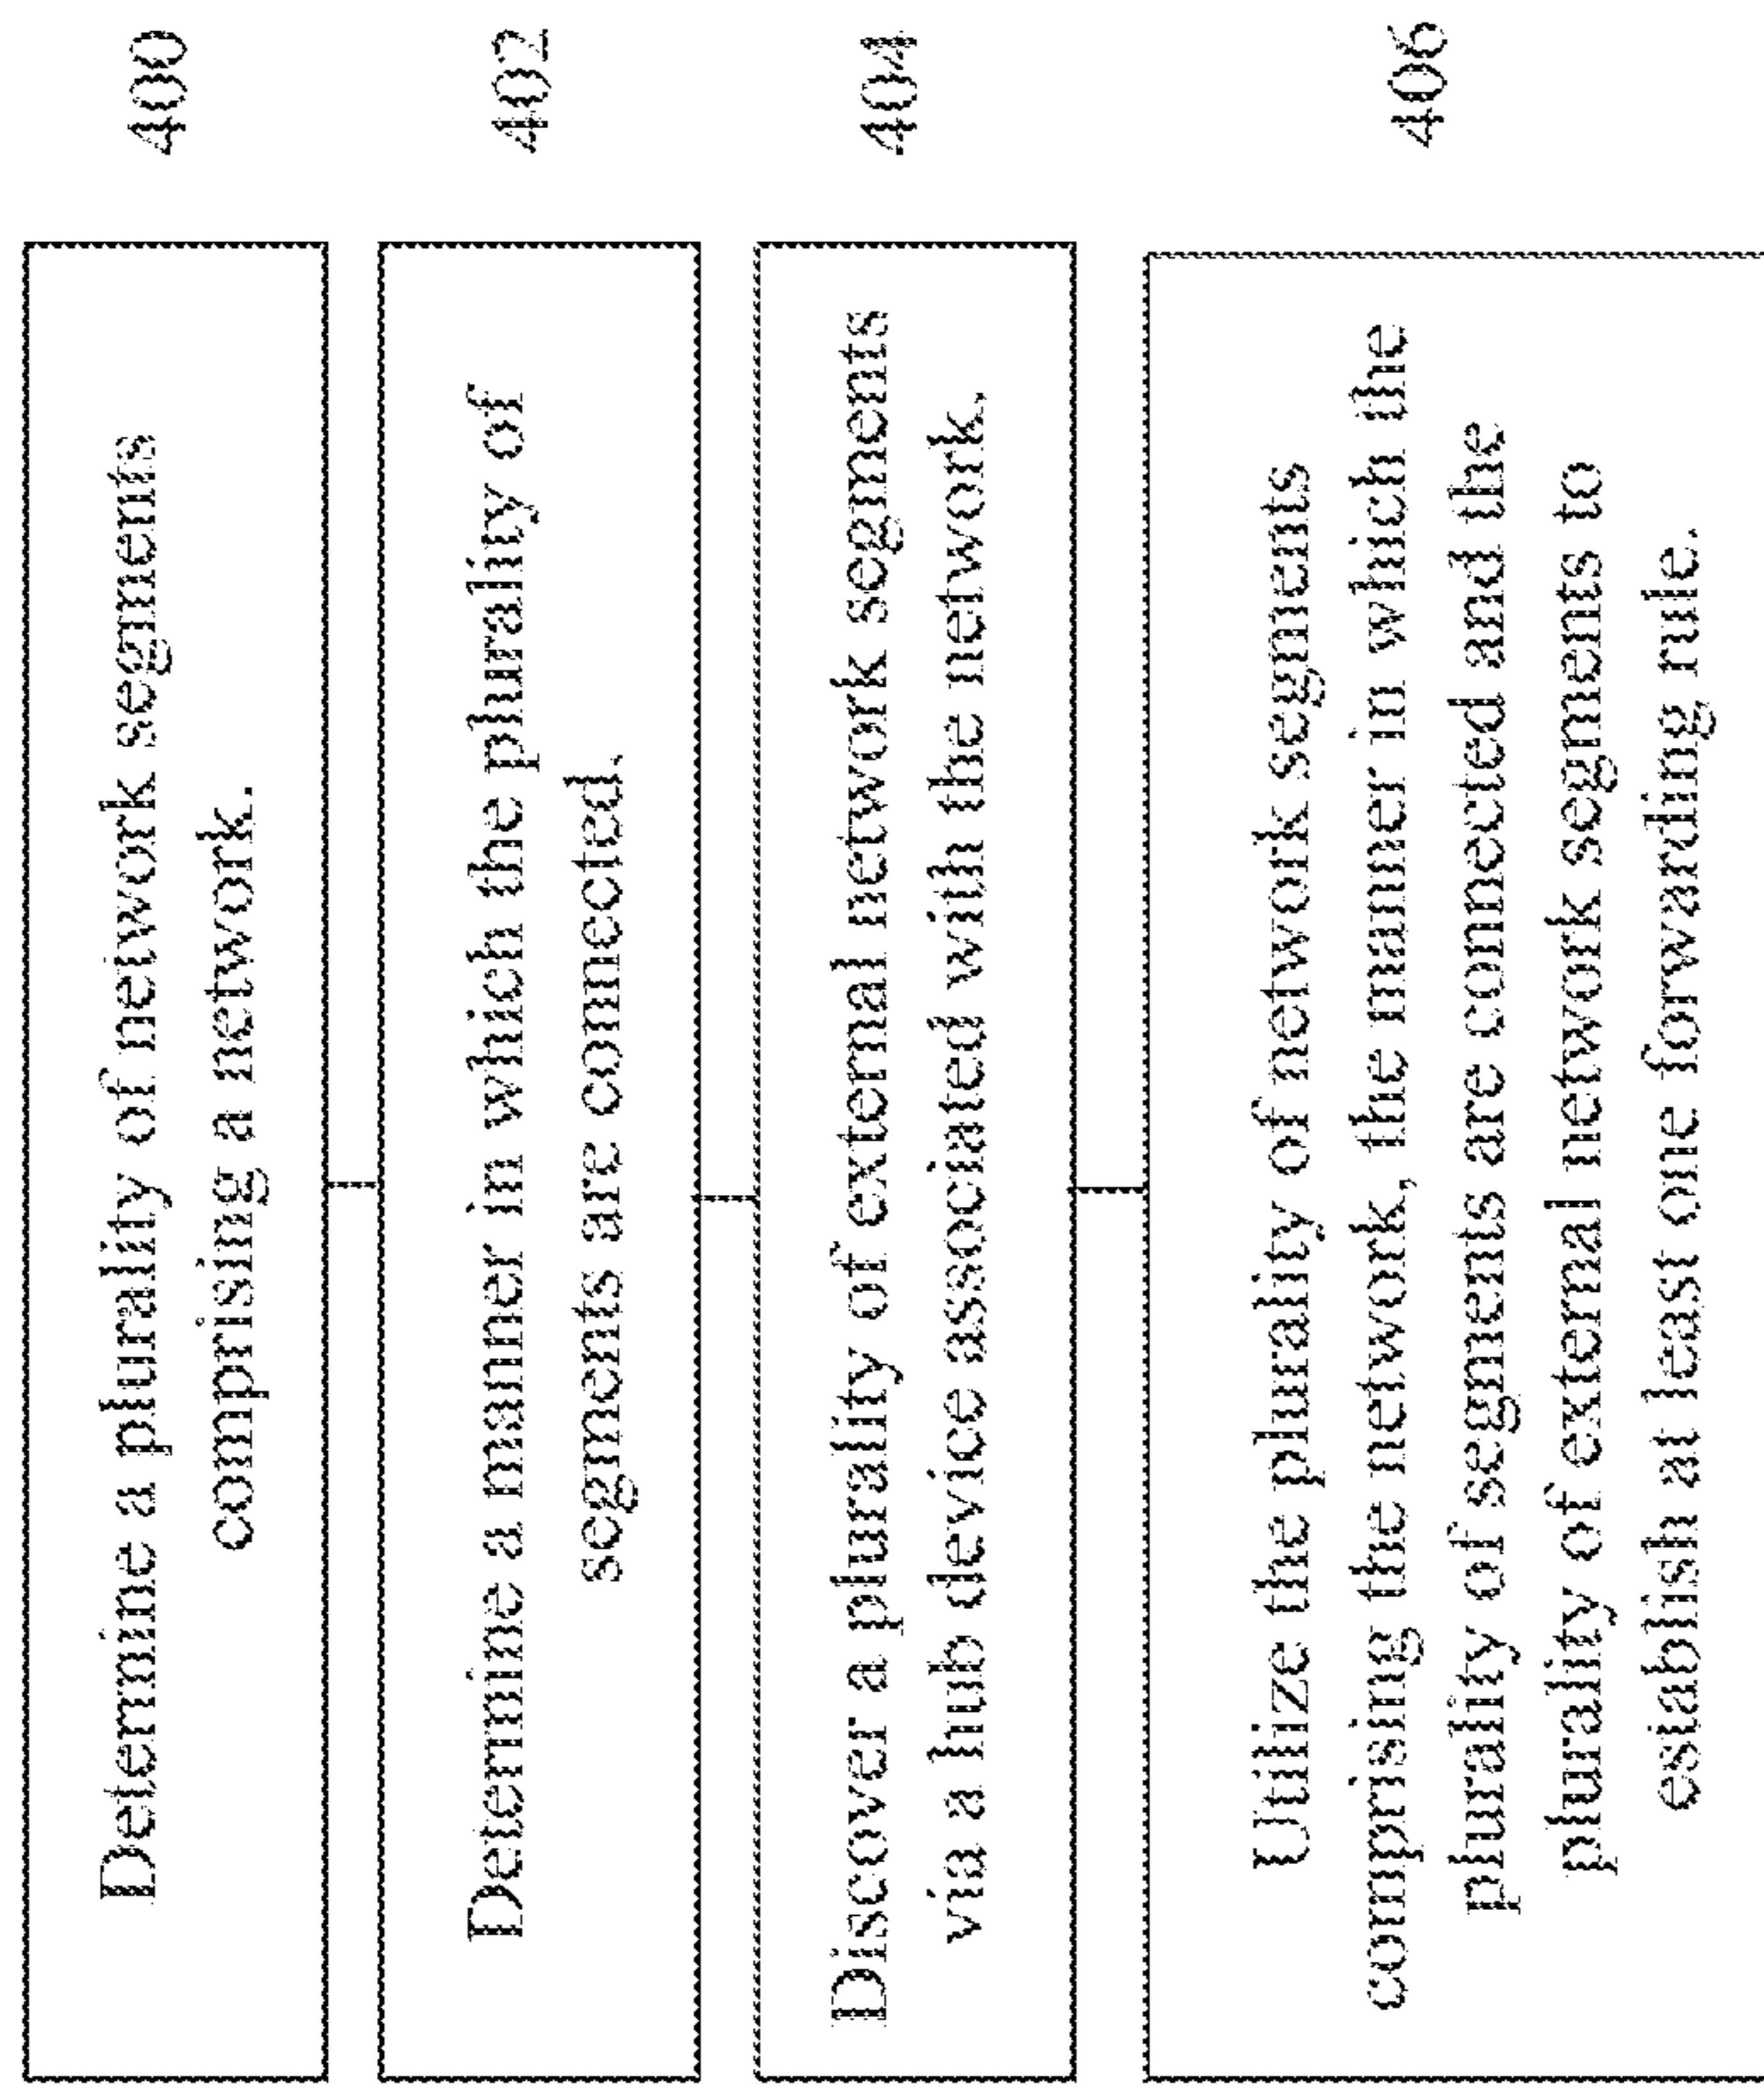 Determine a plurality of network segments
comprising a network.
400
Determine a manner in which the plurality of
segments are connected.
402
Discover a plurality of external network segments
via a hub device associated with the network.
404
Utilize the plurality of network segments
comprising the network, the manner in which the
plurality of segments are connected and the
plurality of external network segments to
establish at least one forwarding rule.
406